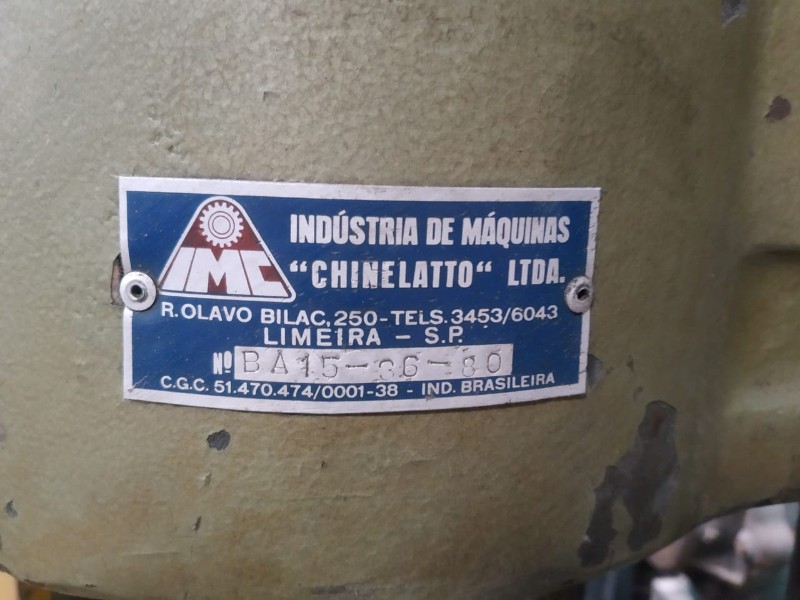 IMC
INDÚSTRIA DE MÁQUINAS
"CHINELATTO" LTDA.
R. OLAVO BILAC, 250-TELS. 3453/6043
LIMEIRA - S.P.
Nº BA15-86-80
C.G.C. 51.470.474/0001-38 - IND. BRASILEIRA